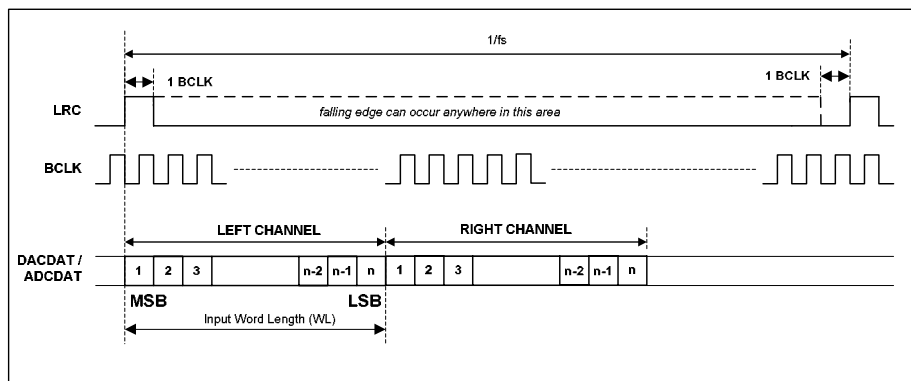 1/fs
1 BCLK
1 BCLK
LRC
falling edge can occur anywhere in this area
BCLK
LEFT CHANNEL
RIGHT CHANNEL
DACDAT /
ADCDAT
1 2 3 n-2 n-1 n 1 2 3 n-2 n-1 n
MSB LSB
Input Word Length (WL)